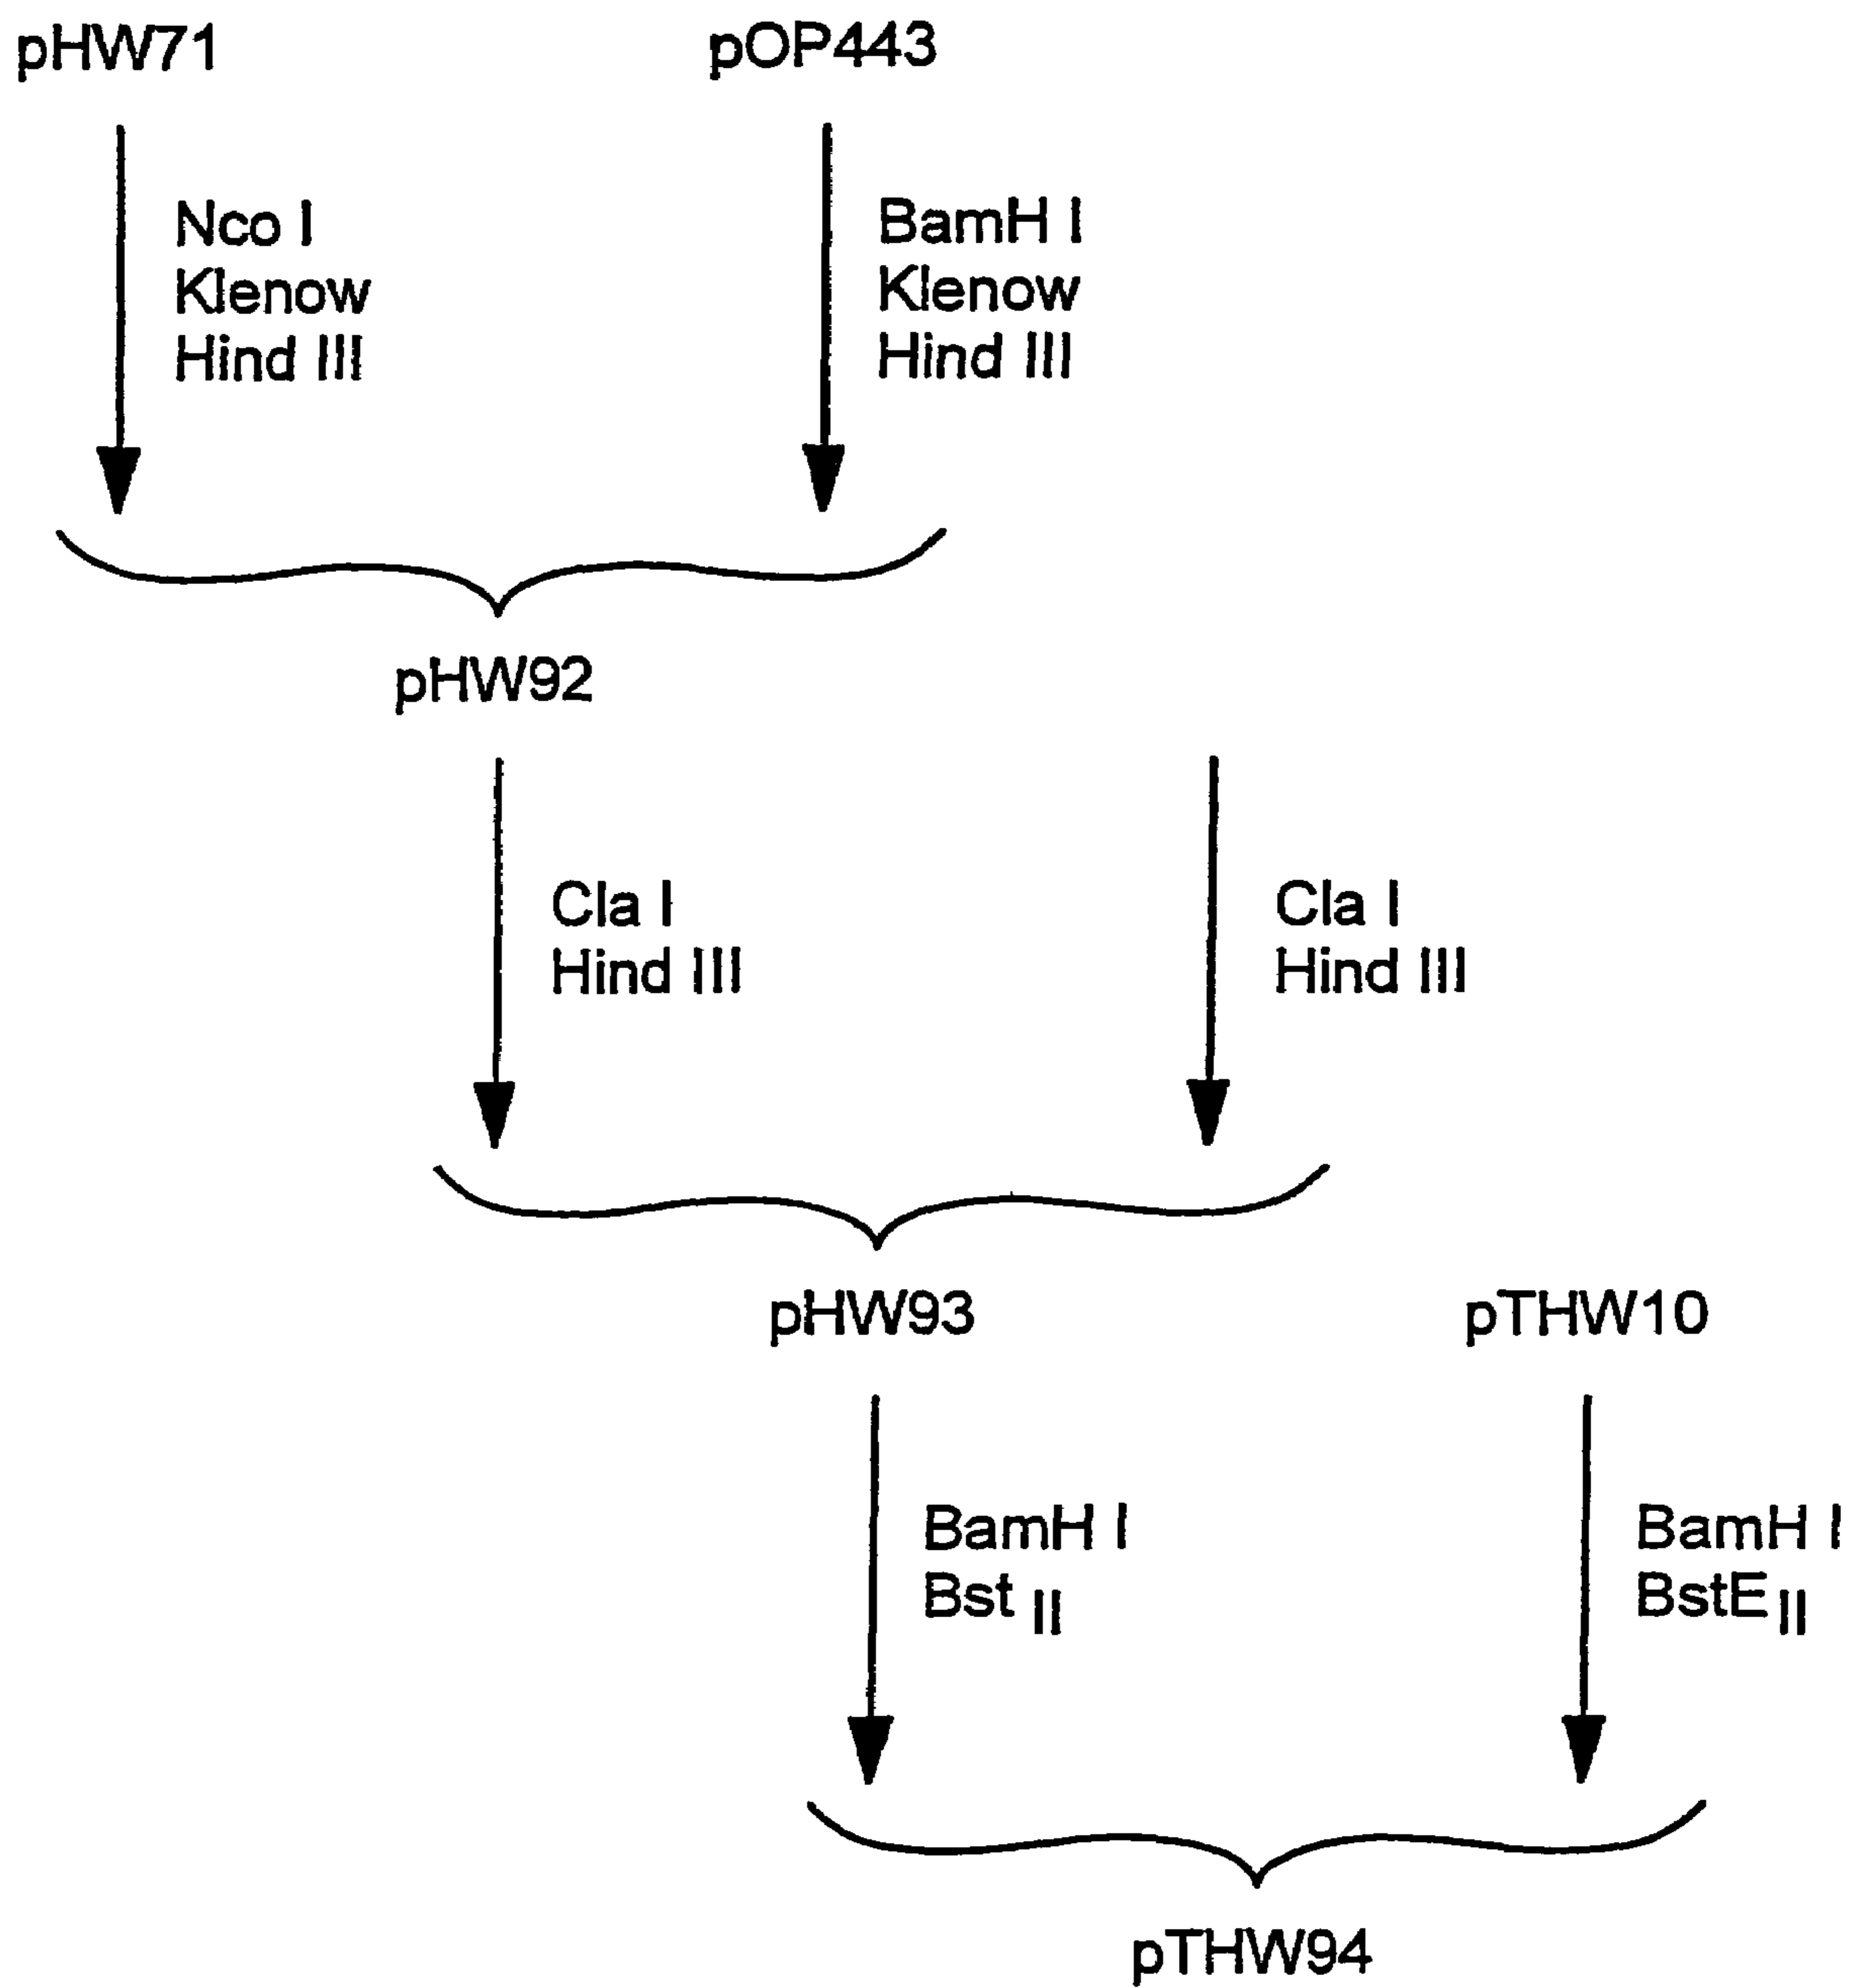 pHW71
pOP443
Nco I
Klenow
Hind III
BamH I
Klenow
Hind III
pHW92
Cla I
Hind III
Cla I
Hind III
pHW93
pTHW10
BamH I
Bst II
BamH I
BstE II
pTHW94